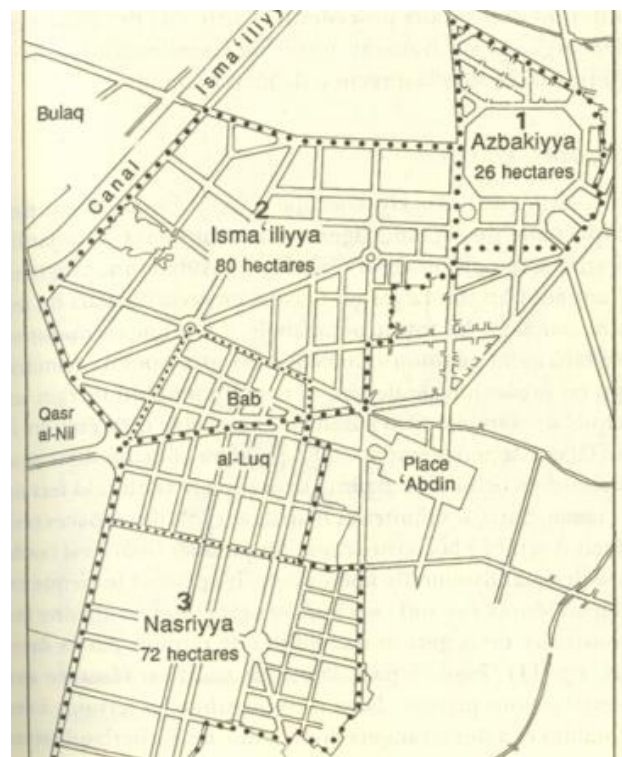 Isma‘iliyya
Canal
Bulaq
1
Azbakiyya
26 hectares
2
Isma‘iliyya
80 hectares
Bab
al-Luq
Qasr
al-Nil
Place
‘Abdin
3
Nasriyya
72 hectares